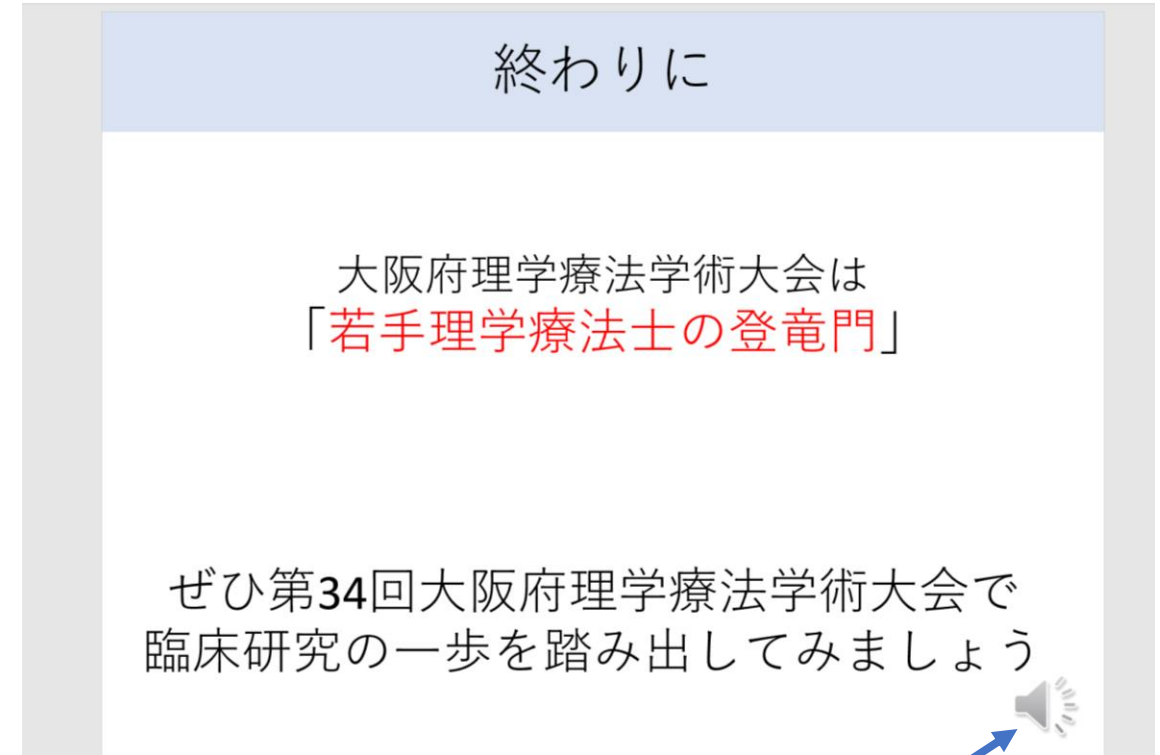 終わりに
大阪府理学療法学術大会は
「若手理学療法士の登竜門」
ぜひ第34回大阪府理学療法学術大会で
臨床研究の一歩を踏み出してみましょう